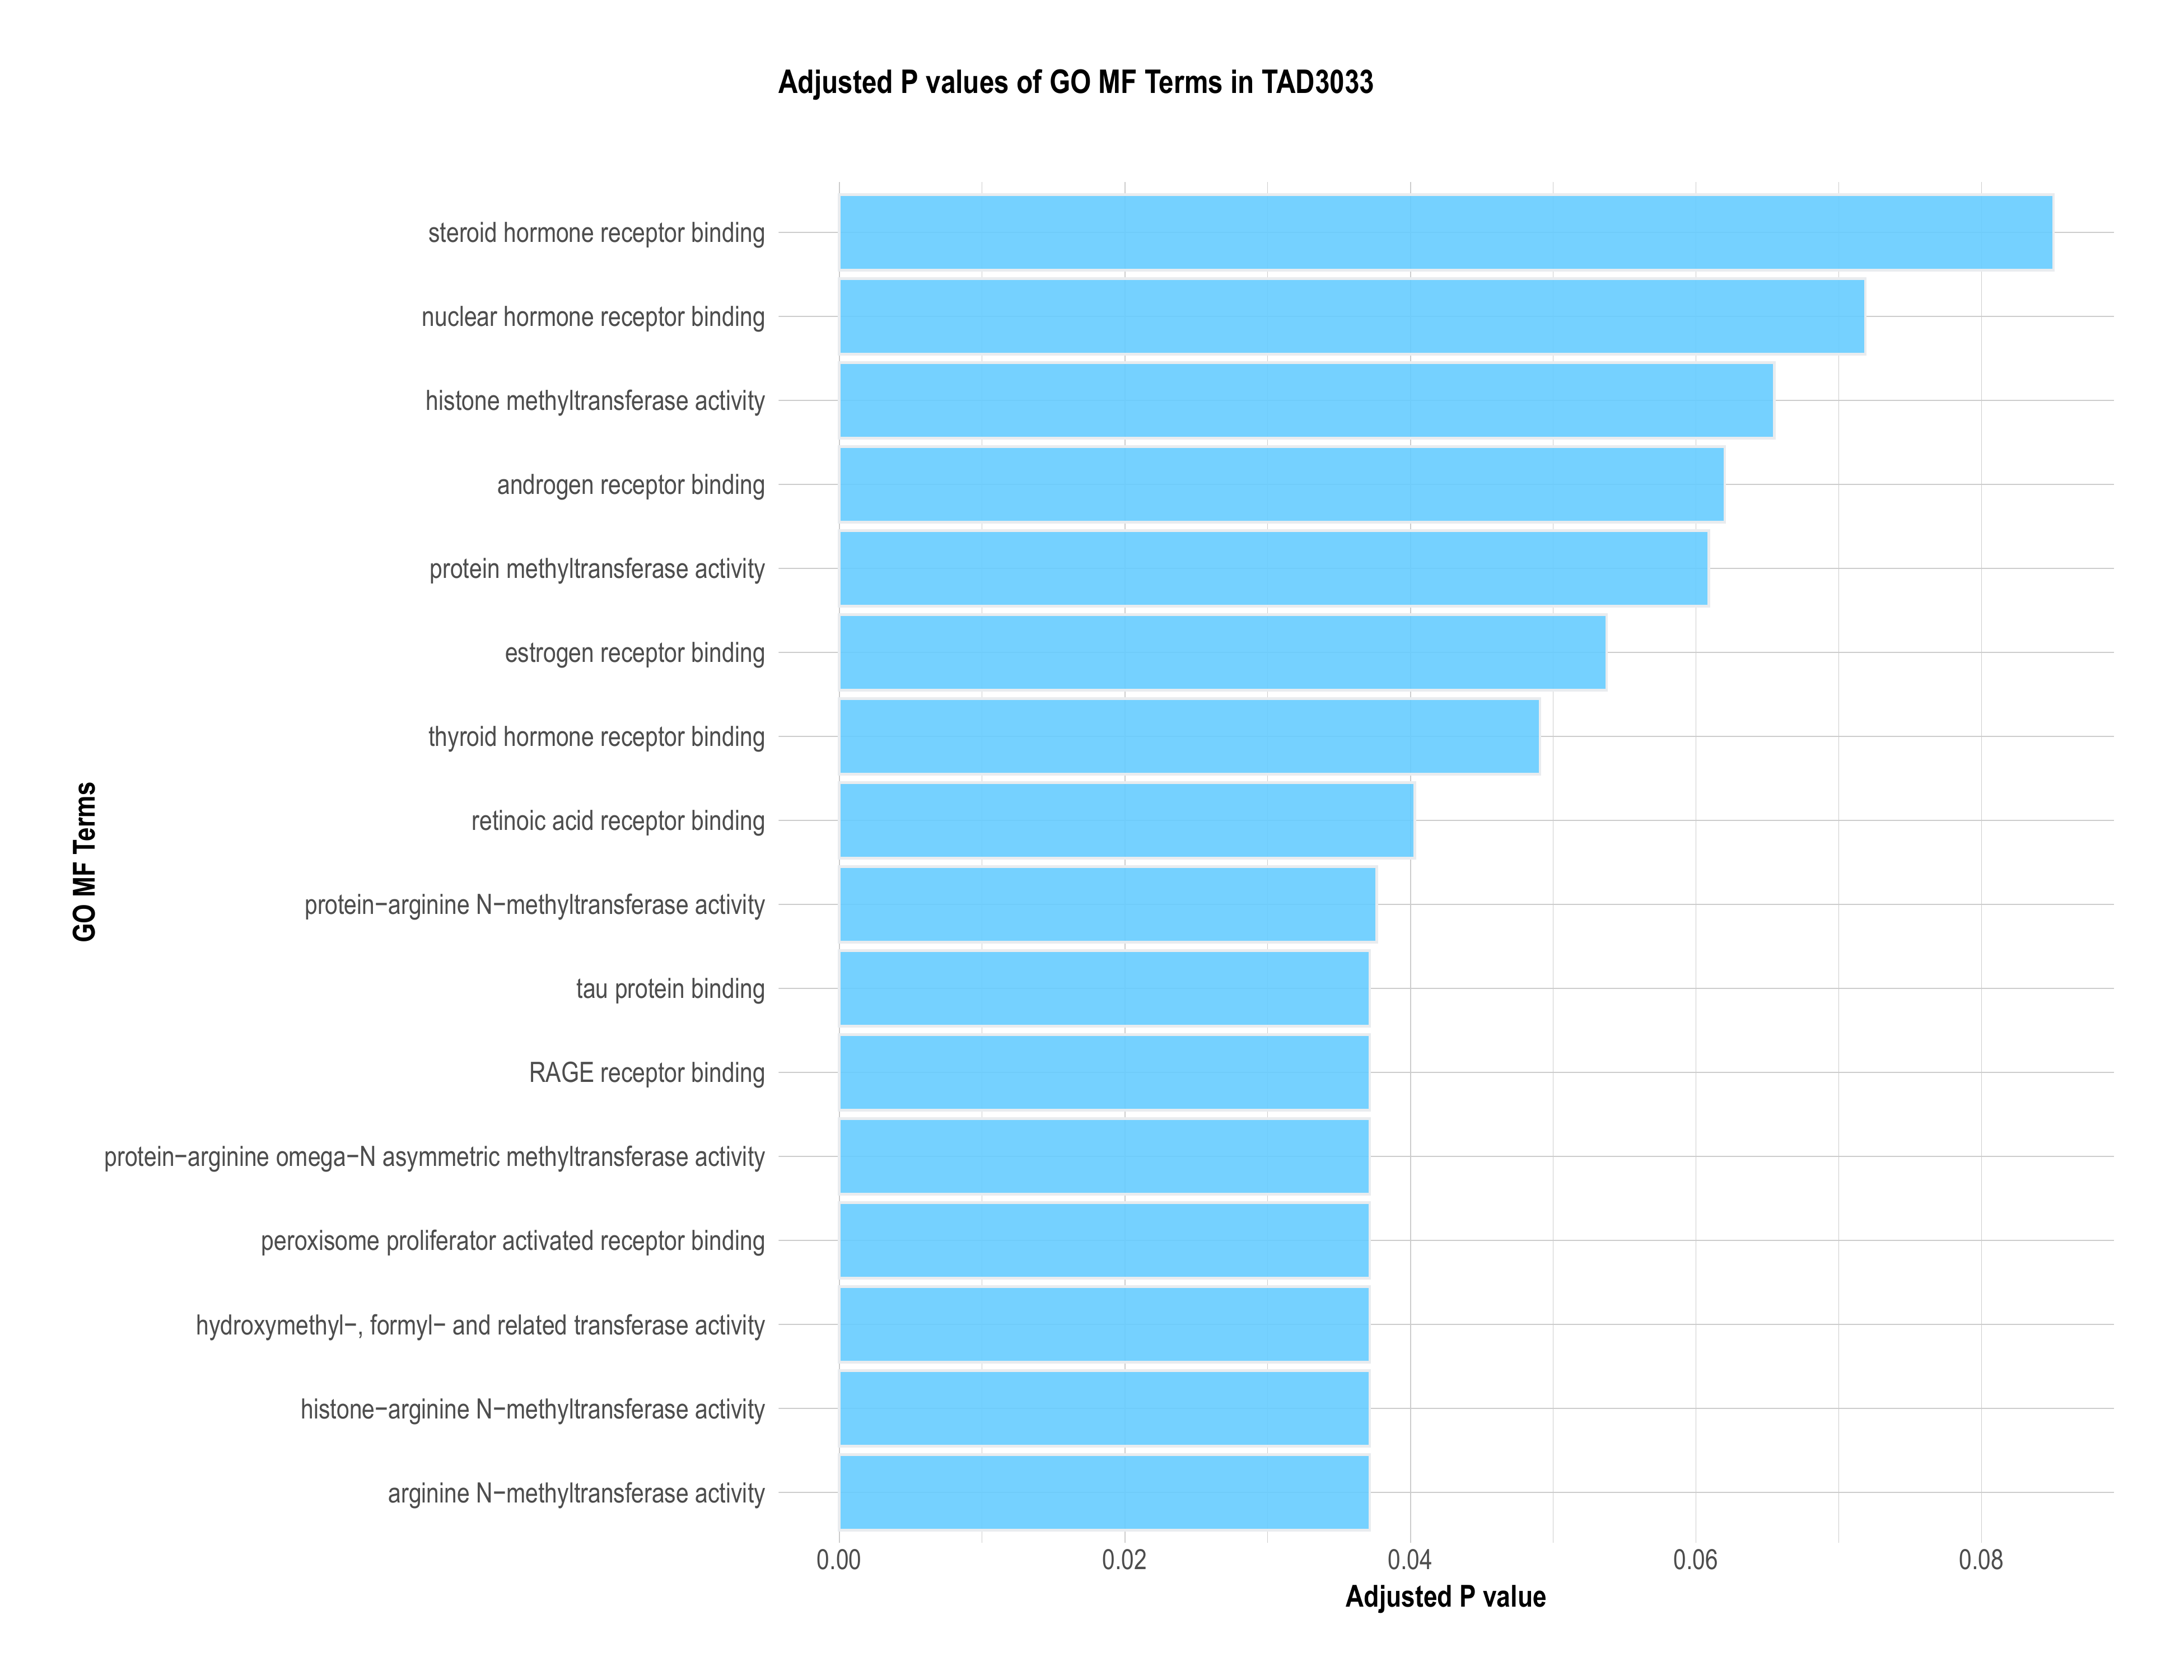 Adjusted P values of GO MF Terms in TAD3033
steroid hormone receptor binding
nuclear hormone receptor binding
histone methyltransferase activity
androgen receptor binding
protein methyltransferase activity
estrogen receptor binding
thyroid hormone receptor binding
retinoic acid receptor binding
protein−arginine N−methyltransferase activity
tau protein binding
RAGE receptor binding
protein−arginine omega−N asymmetric methyltransferase activity
peroxisome proliferator activated receptor binding
hydroxymethyl−, formyl− and related transferase activity
histone−arginine N−methyltransferase activity
arginine N−methyltransferase activity
GO MF Terms
0.00 0.02 0.04 0.06 0.08
Adjusted P value